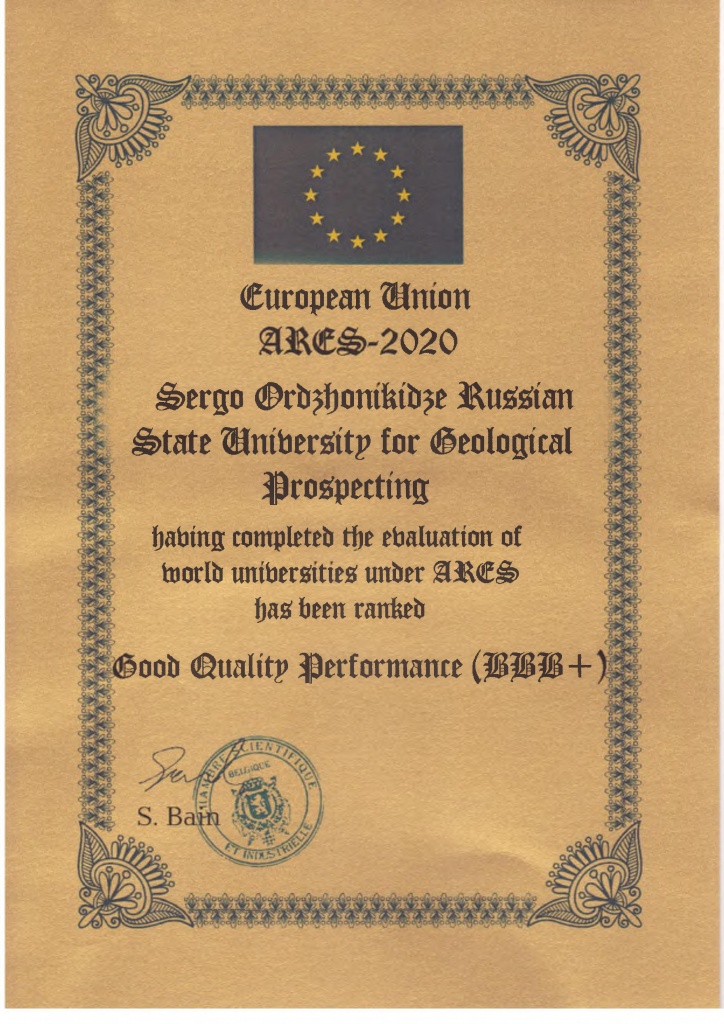 European Union
ARES-2020
Sergo Ordzhonikidze Russian
State University for Geological
Prospecting
having completed the evaluation of
world universities under ARES
has been ranked
Good Quality Performance (BBB+)
S. Bain
SCIENTIFIQUE
BELGIQUE
ET INDUSTRIELLE